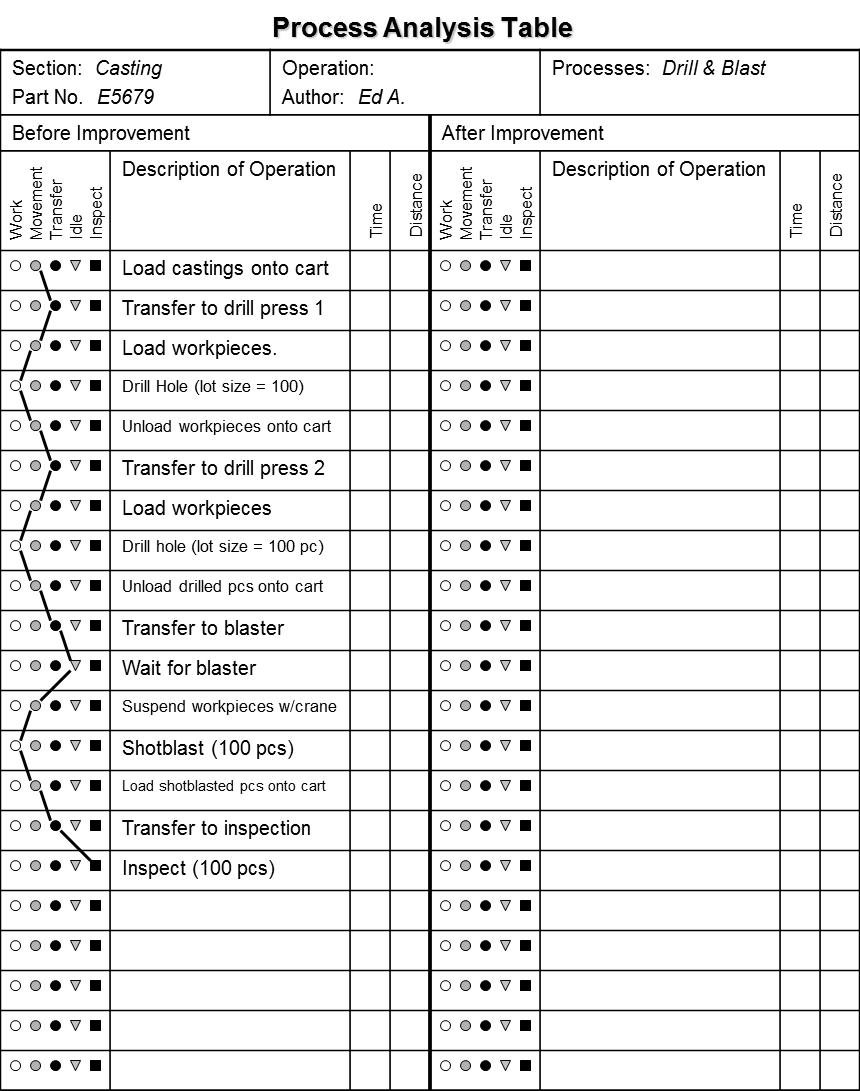 Process Analysis Table
Section: Casting
Part No. E5679
Operation:
Author: Ed A.
Processes: Drill & Blast
Before Improvement
After Improvement
Work
Movement
Transfer
Idle
Inspect
Description of Operation
Time
Distance
Work
Movement
Transfer
Idle
Inspect
Description of Operation
Time
Distance
Load castings onto cart
Transfer to drill press 1
Load workpieces.
Drill Hole (lot size = 100)
Unload workpieces onto cart
Transfer to drill press 2
Load workpieces
Drill hole (lot size = 100 pc)
Unload drilled pcs onto cart
Transfer to blaster
Wait for blaster
Suspend workpieces w/crane
Shotblast (100 pcs)
Load shotblasted pcs onto cart
Transfer to inspection
Inspect (100 pcs)